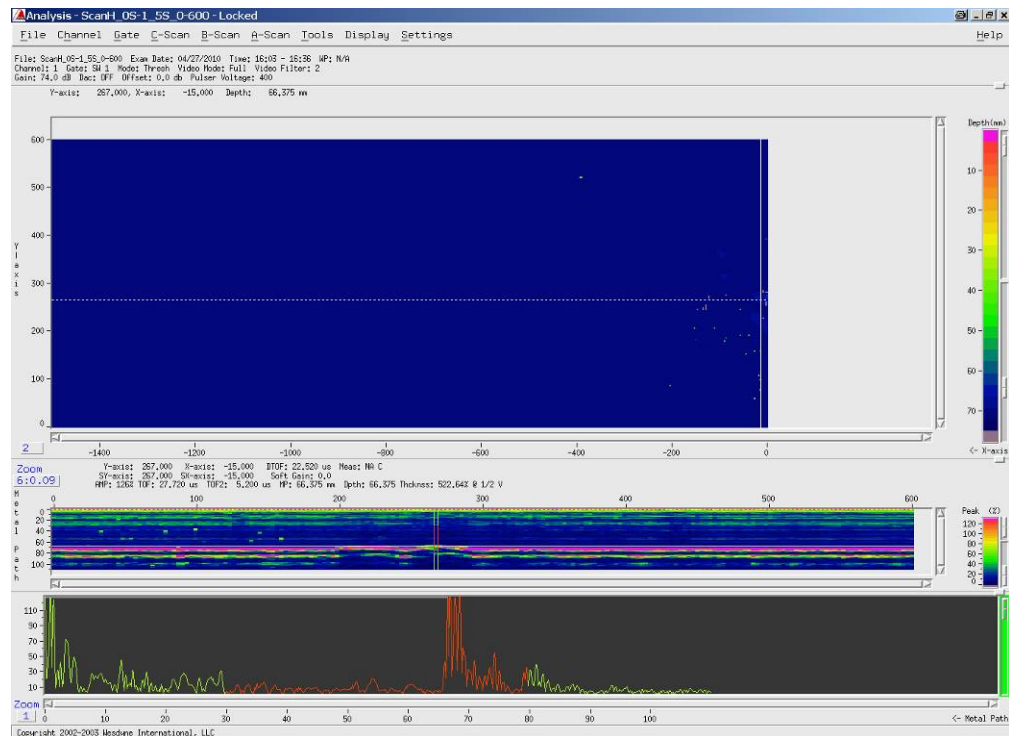 Analysis - ScanH_OS-1_5S_0-600 - Locked
File Channel Gate C-Scan B-Scan A-Scan Tools Display Settings Help
File: ScanH_OS-1_5S_0-600 Exam Date: 04/27/2010 Time: 16:03 - 16:36 WP: N/A
Channel: 1 Gate: SW 1 Mode: Thresh Video Mode: Full Video Filter: 2
Gain: 74.0 dB Dac: OFF Offset: 0.0 db Pulser Voltage: 400
Y-axis: 267.000, X-axis: -15.000 Depth: 66.375 mm
Depth(mm)
600
500
400
300
200
100
0
Y-axis
10
20
30
40
50
60
70
2
-1400 -1200 -1000 -800 -600 -400 -200 0
<- X-axis
Zoom
6:0.09
Y-axis: 267.000 X-axis: -15.000 DTOF: 22.520 us Meas: NA C
SY-axis: 267.000 SX-axis: -15.000 Soft Gain: 0.0
AMP: 126% TOF: 27.720 us TOF2: 5.200 us MP: 66.375 mm Dpth: 66.375 Thcknss: 522.64% @ 1/2 V
0 100 200 300 400 500 600
Metal Path
0
20
40
60
80
100
Peak (%)
120
100
80
60
40
20
0
110
90
70
50
30
10
Zoom
1
0 10 20 30 40 50 60 70 80 90 100
<- Metal Path
Copyright 2002-2003 Wesdyne International, LLC